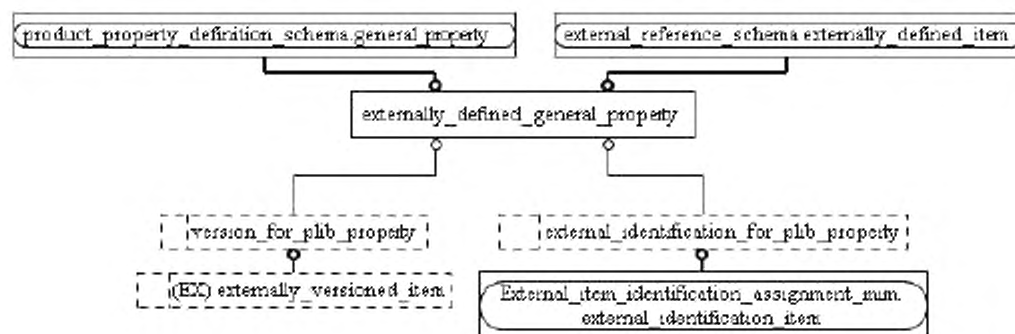 product_property_definition_schema.general_property
external_reference_schema.externally_defined_item
externally_defined_general_property
version_for_plib_property
external_identification_for_plib_property
(EX) externally_versioned_item
External_item_identification_assignment_mim.
external_identification_item